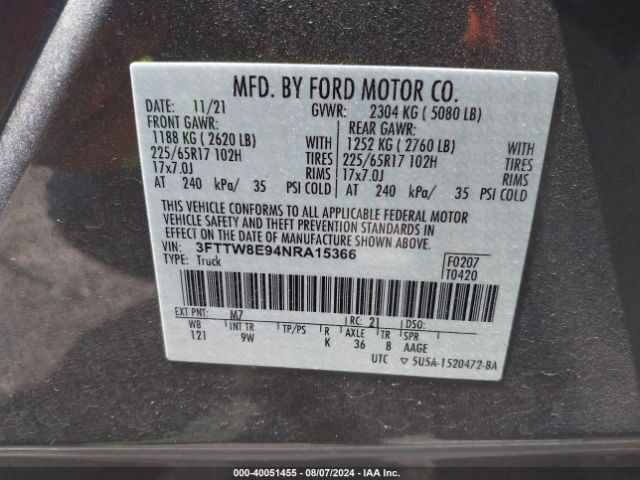 MFD. BY FORD MOTOR CO.
DATE: 11/21 GVWR: 2304 KG ( 5080 LB)
FRONT GAWR: REAR GAWR:
1188 KG ( 2620 LB) WITH 1252 KG ( 2760 LB) WITH
225/65R17 102H TIRES 225/65R17 102H TIRES
17x7.0J RIMS 17x7.0J RIMS
AT 240 kPa/ 35 PSI COLD AT 240 kPa/ 35 PSI COLD
THIS VEHICLE CONFORMS TO ALL APPLICABLE FEDERAL MOTOR
VEHICLE SAFETY AND THEFT PREVENTION STANDARDS IN
EFFECT ON THE DATE OF MANUFACTURE SHOWN ABOVE.
VIN: 3FTTW8E94NRA15366
TYPE: Truck
F0207
T0420
EXT PNT: M7 RC: 21 DSO:
WB INT TR TP/PS R AXLE TR SPR
121 9W K 36 8 AAGE
UTC ▽ 5U5A-1520472-BA
000-40051455 - 08/07/2024 - IAA Inc.